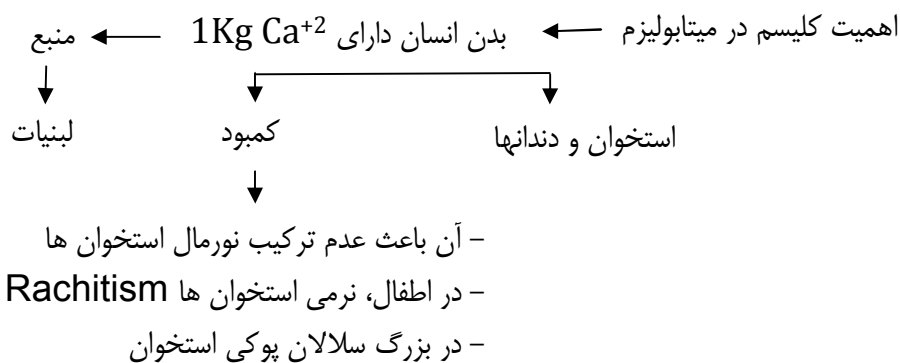 اهمیت کلیسم در میتابولیزم بدن انسان دارای 1Kg Ca+2 منبع
استخوان و دندانها کمبود لبنیات
– آن باعث عدم ترکیب نورمال استخوان ها
– در اطفال، نرمی استخوان ها Rachitism
– در بزرگ سلالان پوکی استخوان